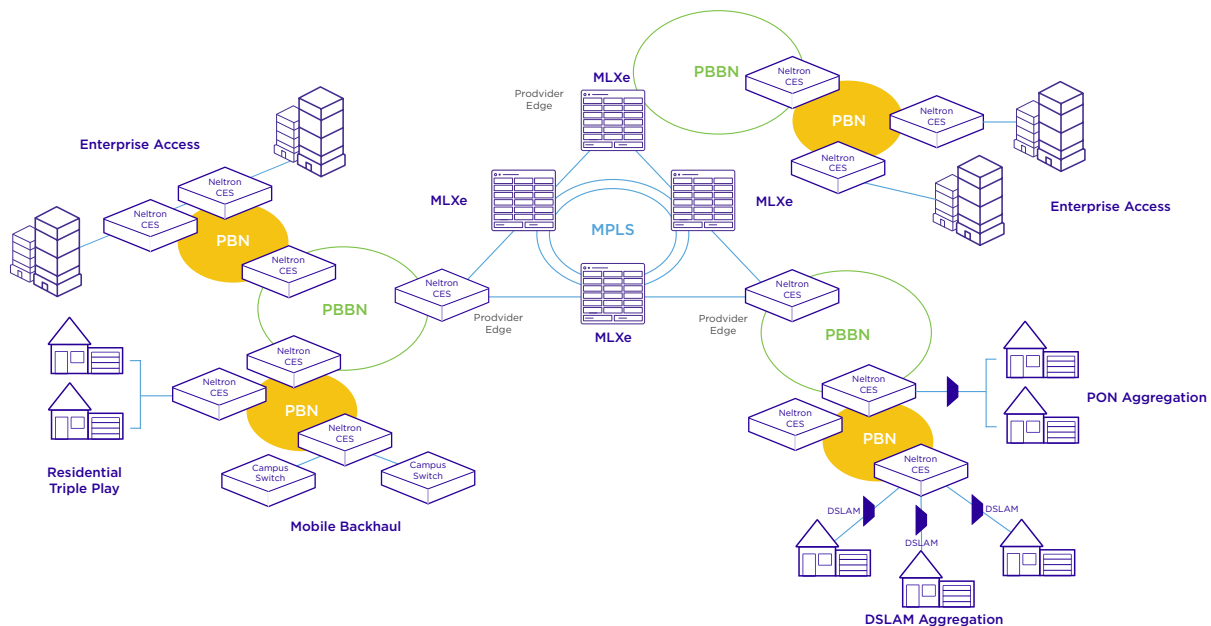 PBBN
Neltron
CES
MLXe
Prodvider
Edge
PBN
Neltron
CES
Neltron
CES
Enterprise Access
Neltron
CES
MLXe
MLXe
Enterprise Access
Neltron
CES
MPLS
PBN
Neltron
CES
Neltron
CES
Neltron
CES
PBBN
Prodvider
Edge
Prodvider
Edge
PBBN
MLXe
Neltron
CES
Neltron
CES
Neltron
CES
PON Aggregation
PBN
Neltron
CES
Neltron
CES
PBN
Neltron
CES
Residential
Triple Play
Campus
Switch
Campus
Switch
Mobile Backhaul
DSLAM
DSLAM
DSLAM
DSLAM Aggregation